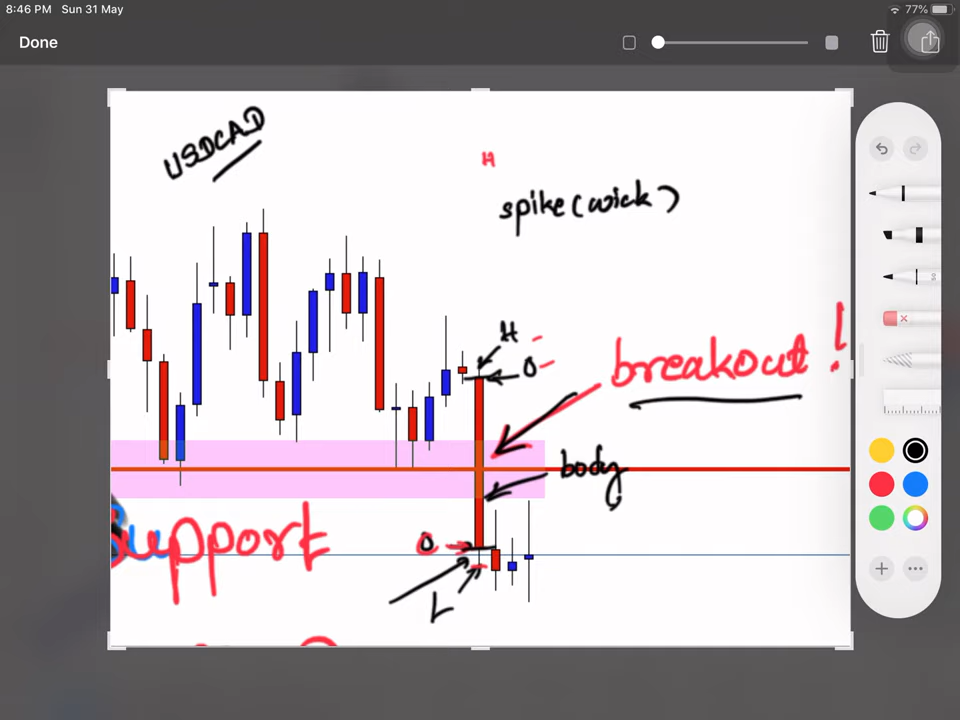 8:46 PM Sun 31 May
77%
Done
USDCAD
H
spike (wick)
H
O
breakout!
body
Support
L